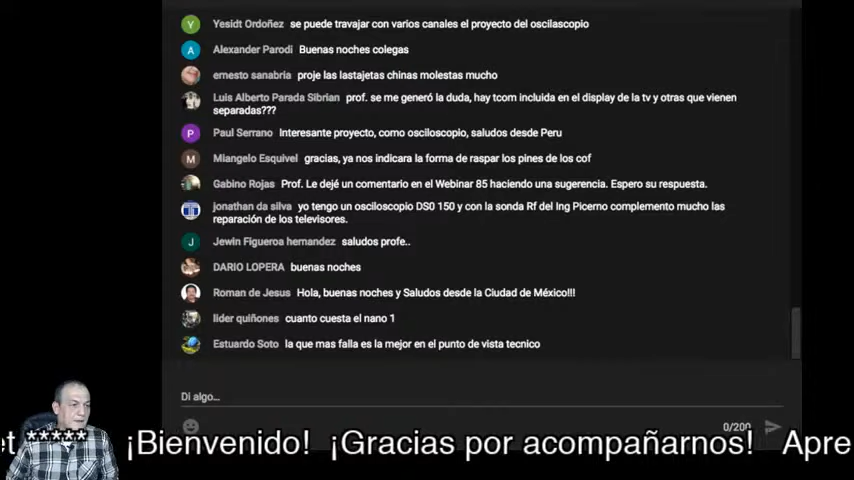 Y Yesidt Ordoñez se puede travajar con varios canales el proyecto del oscilascopio
A Alexander Parodi Buenas noches colegas
ernesto sanabria proje las lastajetas chinas molestas mucho
Luis Alberto Parada Sibrian prof. se me generó la duda, hay tcom incluida en el display de la tv y otras que vienen
separadas???
P Paul Serrano Interesante proyecto, como osciloscopio, saludos desde Peru
M Miangelo Esquivel gracias, ya nos indicara la forma de raspar los pines de los cof
Gabino Rojas Prof. Le dejé un comentario en el Webinar 85 haciendo una sugerencia. Espero su respuesta.
jonathan da silva yo tengo un osciloscopio DS0 150 y con la sonda Rf del Ing Picerno complemento mucho las
reparación de los televisores.
J Jewin Figueroa hernandez saludos profe..
DARIO LOPERA buenas noches
Roman de Jesus Hola, buenas noches y Saludos desde la Ciudad de México!!!
lider quiñones cuanto cuesta el nano 1
Estuardo Soto la que mas falla es la mejor en el punto de vista tecnico
Di algo...
0/200
et ***** ¡Bienvenido! ¡Gracias por acompañarnos! Apre